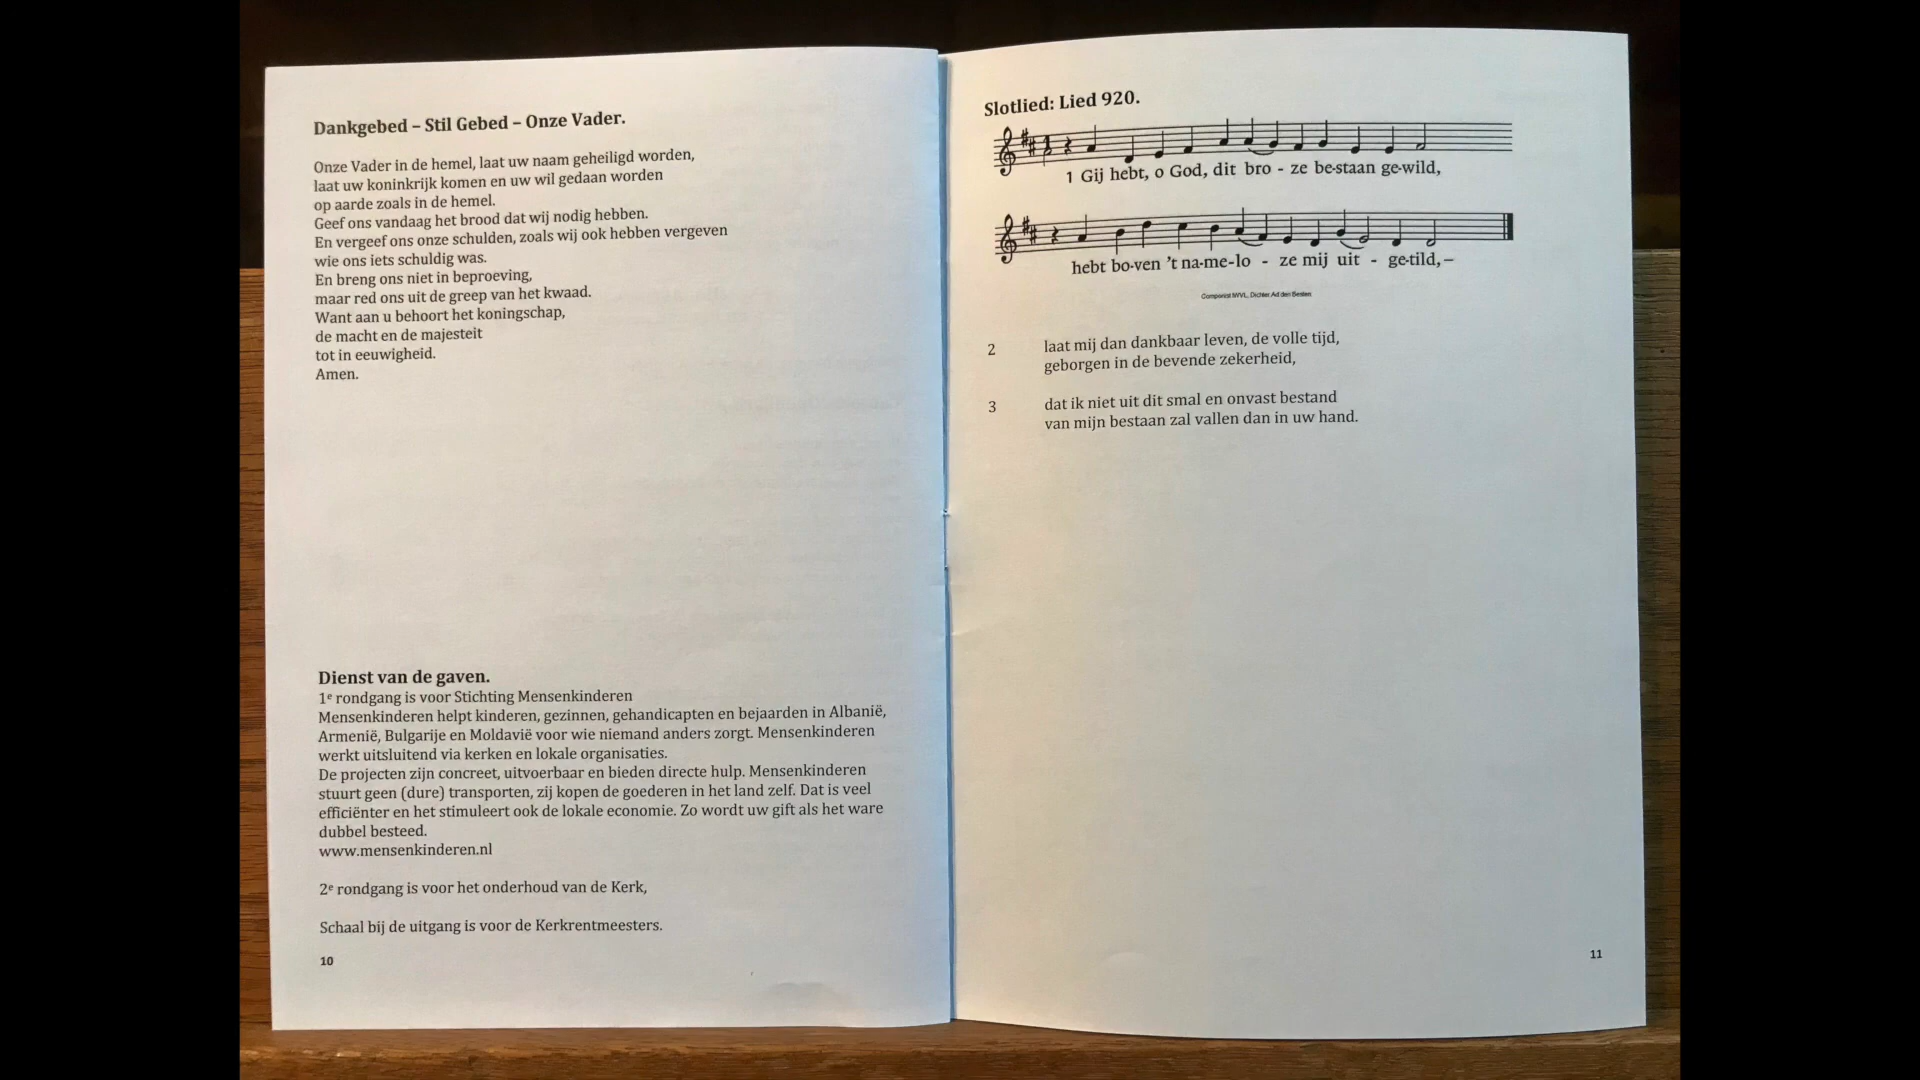 Dankgebed – Stil Gebed – Onze Vader.
Onze Vader in de hemel, laat uw naam geheiligd worden,
laat uw koninkrijk komen en uw wil gedaan worden
op aarde zoals in de hemel.
Geef ons vandaag het brood dat wij nodig hebben.
En vergeef ons onze schulden, zoals wij ook hebben vergeven
wie ons iets schuldig was.
En breng ons niet in beproeving,
maar red ons uit de greep van het kwaad.
Want aan u behoort het koningschap,
de macht en de majesteit
tot in eeuwigheid.
Amen.
Dienst van de gaven.
1e rondgang is voor Stichting Mensenkinderen
Mensenkinderen helpt kinderen, gezinnen, gehandicapten en bejaarden in Albanië,
Armenië, Bulgarije en Moldavië voor wie niemand anders zorgt. Mensenkinderen
werkt uitsluitend via kerken en lokale organisaties.
De projecten zijn concreet, uitvoerbaar en bieden directe hulp. Mensenkinderen
stuurt geen (dure) transporten, zij kopen de goederen in het land zelf. Dat is veel
efficiënter en het stimuleert ook de lokale economie. Zo wordt uw gift als het ware
dubbel besteed.
www.mensenkinderen.nl
2e rondgang is voor het onderhoud van de Kerk,
Schaal bij de uitgang is voor de Kerkrentmeesters.
10
Slotlied: Lied 920.
1 Gij hebt, o God, dit bro - ze be-staan ge-wild,
hebt bo-ven 't na-me-lo - ze mij uit - ge-tild, –
Componist IWVL, Dichter Ad den Besten
2 laat mij dan dankbaar leven, de volle tijd,
geborgen in de bevende zekerheid,
3 dat ik niet uit dit smal en onvast bestand
van mijn bestaan zal vallen dan in uw hand.
11